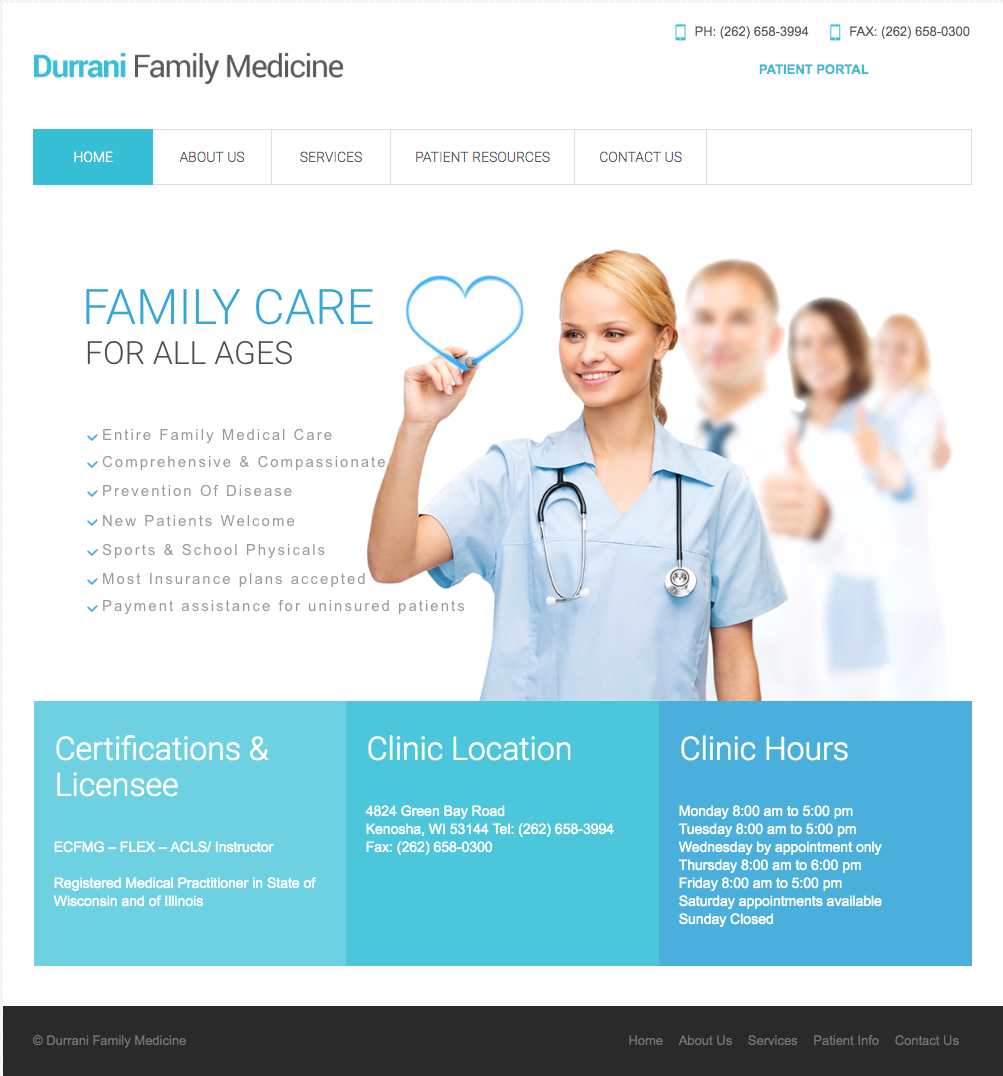 PH: (262) 658-3994 FAX: (262) 658-0300
Durrani Family Medicine
PATIENT PORTAL
HOME ABOUT US SERVICES PATIENT RESOURCES CONTACT US
FAMILY CARE
FOR ALL AGES
Entire Family Medical Care
Comprehensive & Compassionate
Prevention Of Disease
New Patients Welcome
Sports & School Physicals
Most Insurance plans accepted
Payment assistance for uninsured patients
Certifications &
Licensee
ECFMG – FLEX – ACLS/ Instructor
Registered Medical Practitioner in State of
Wisconsin and of Illinois
Clinic Location
4824 Green Bay Road
Kenosha, WI 53144 Tel: (262) 658-3994
Fax: (262) 658-0300
Clinic Hours
Monday 8:00 am to 5:00 pm
Tuesday 8:00 am to 5:00 pm
Wednesday by appointment only
Thursday 8:00 am to 6:00 pm
Friday 8:00 am to 5:00 pm
Saturday appointments available
Sunday Closed
© Durrani Family Medicine
Home About Us Services Patient Info Contact Us